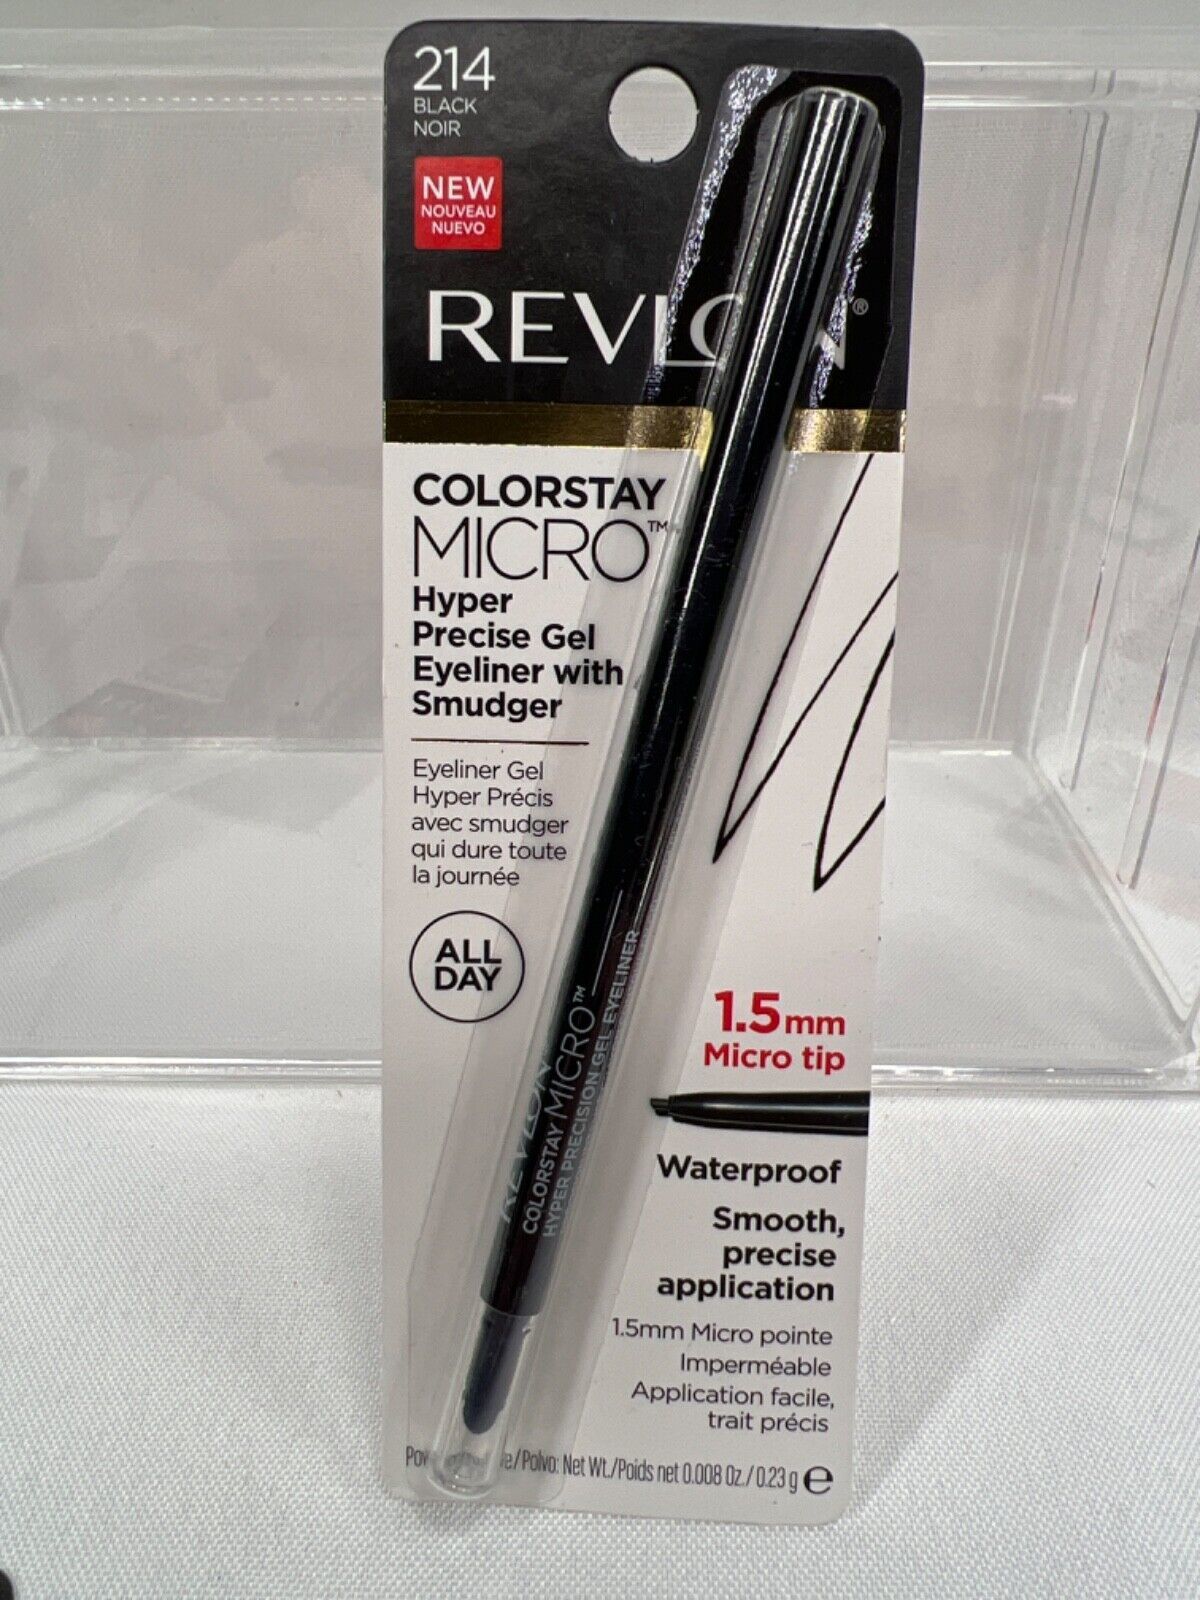 214
BLACK
NOIR
NEW
NOUVEAU
NUEVO
REVLON®
COLORSTAY
MICRO™
Hyper
Precise Gel
Eyeliner with
Smudger
Eyeliner Gel
Hyper Précis
avec smudger
qui dure toute
la journée
ALL
DAY
REVLON
COLORSTAY MICRO™
HYPER PRECISION GEL EYELINER
1.5mm
Micro tip
Waterproof
Smooth,
precise
application
1.5mm Micro pointe
Imperméable
Application facile,
trait précis
/Polvo: Net Wt./Poids net 0.008 Oz./0.23 g ℮